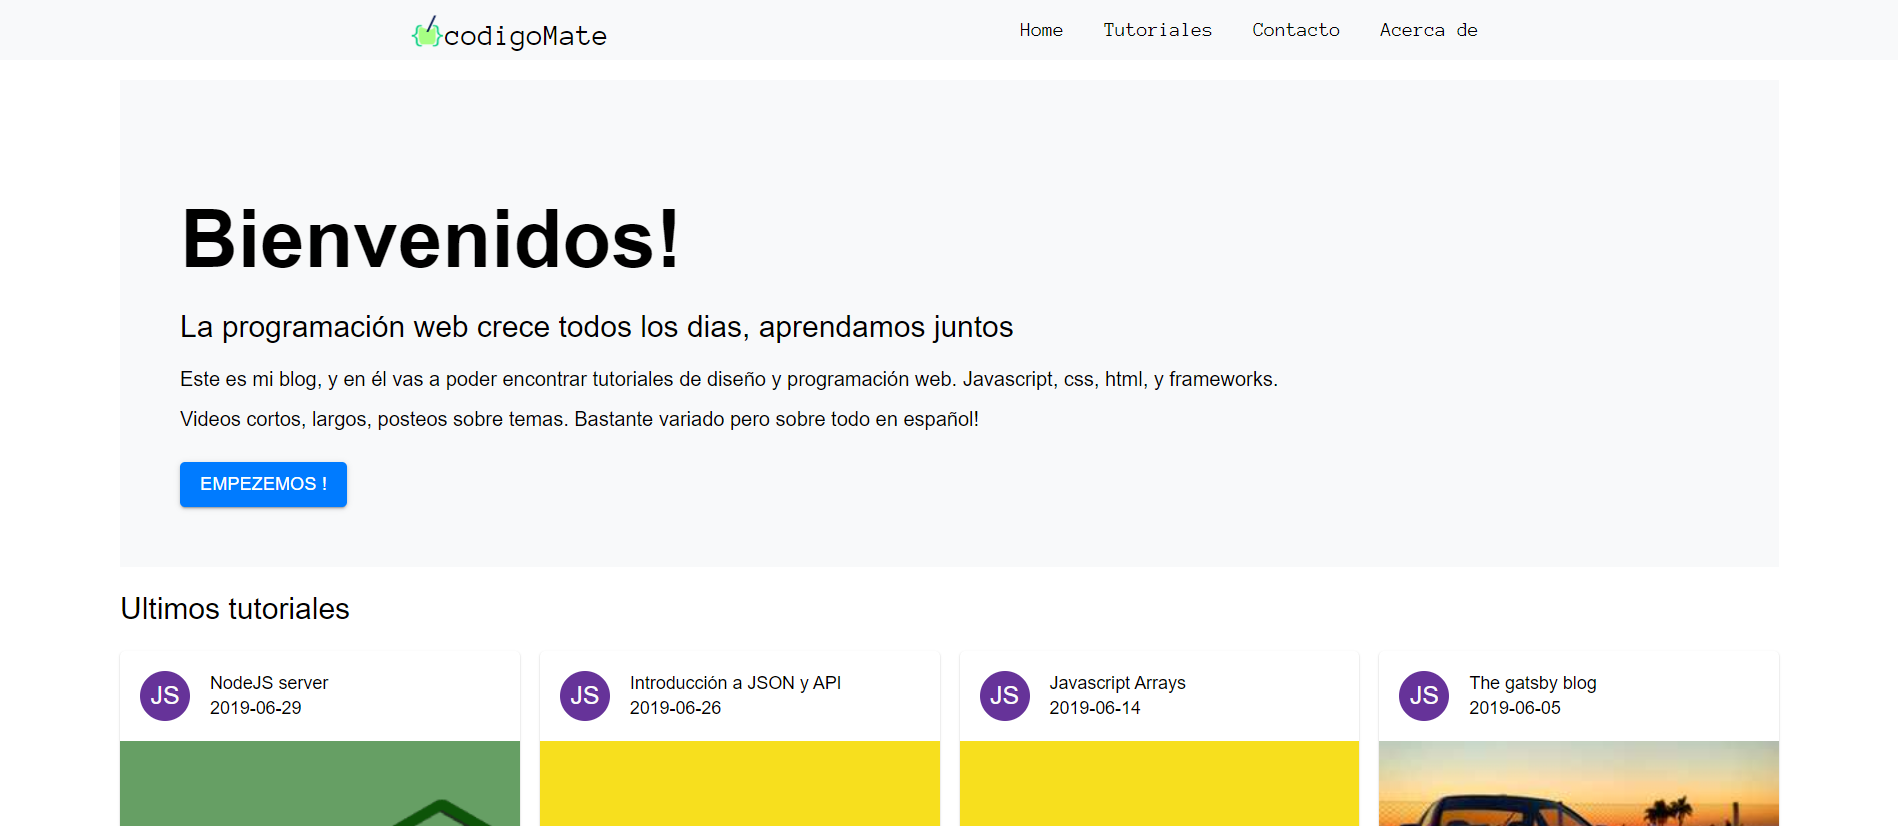 codigoMate
Home Tutoriales Contacto Acerca de
Bienvenidos!
La programación web crece todos los dias, aprendamos juntos
Este es mi blog, y en él vas a poder encontrar tutoriales de diseño y programación web. Javascript, css, html, y frameworks.
Videos cortos, largos, posteos sobre temas. Bastante variado pero sobre todo en español!
EMPEZEMOS !
Ultimos tutoriales
JS NodeJS server
2019-06-29
JS Introducción a JSON y API
2019-06-26
JS Javascript Arrays
2019-06-14
JS The gatsby blog
2019-06-05